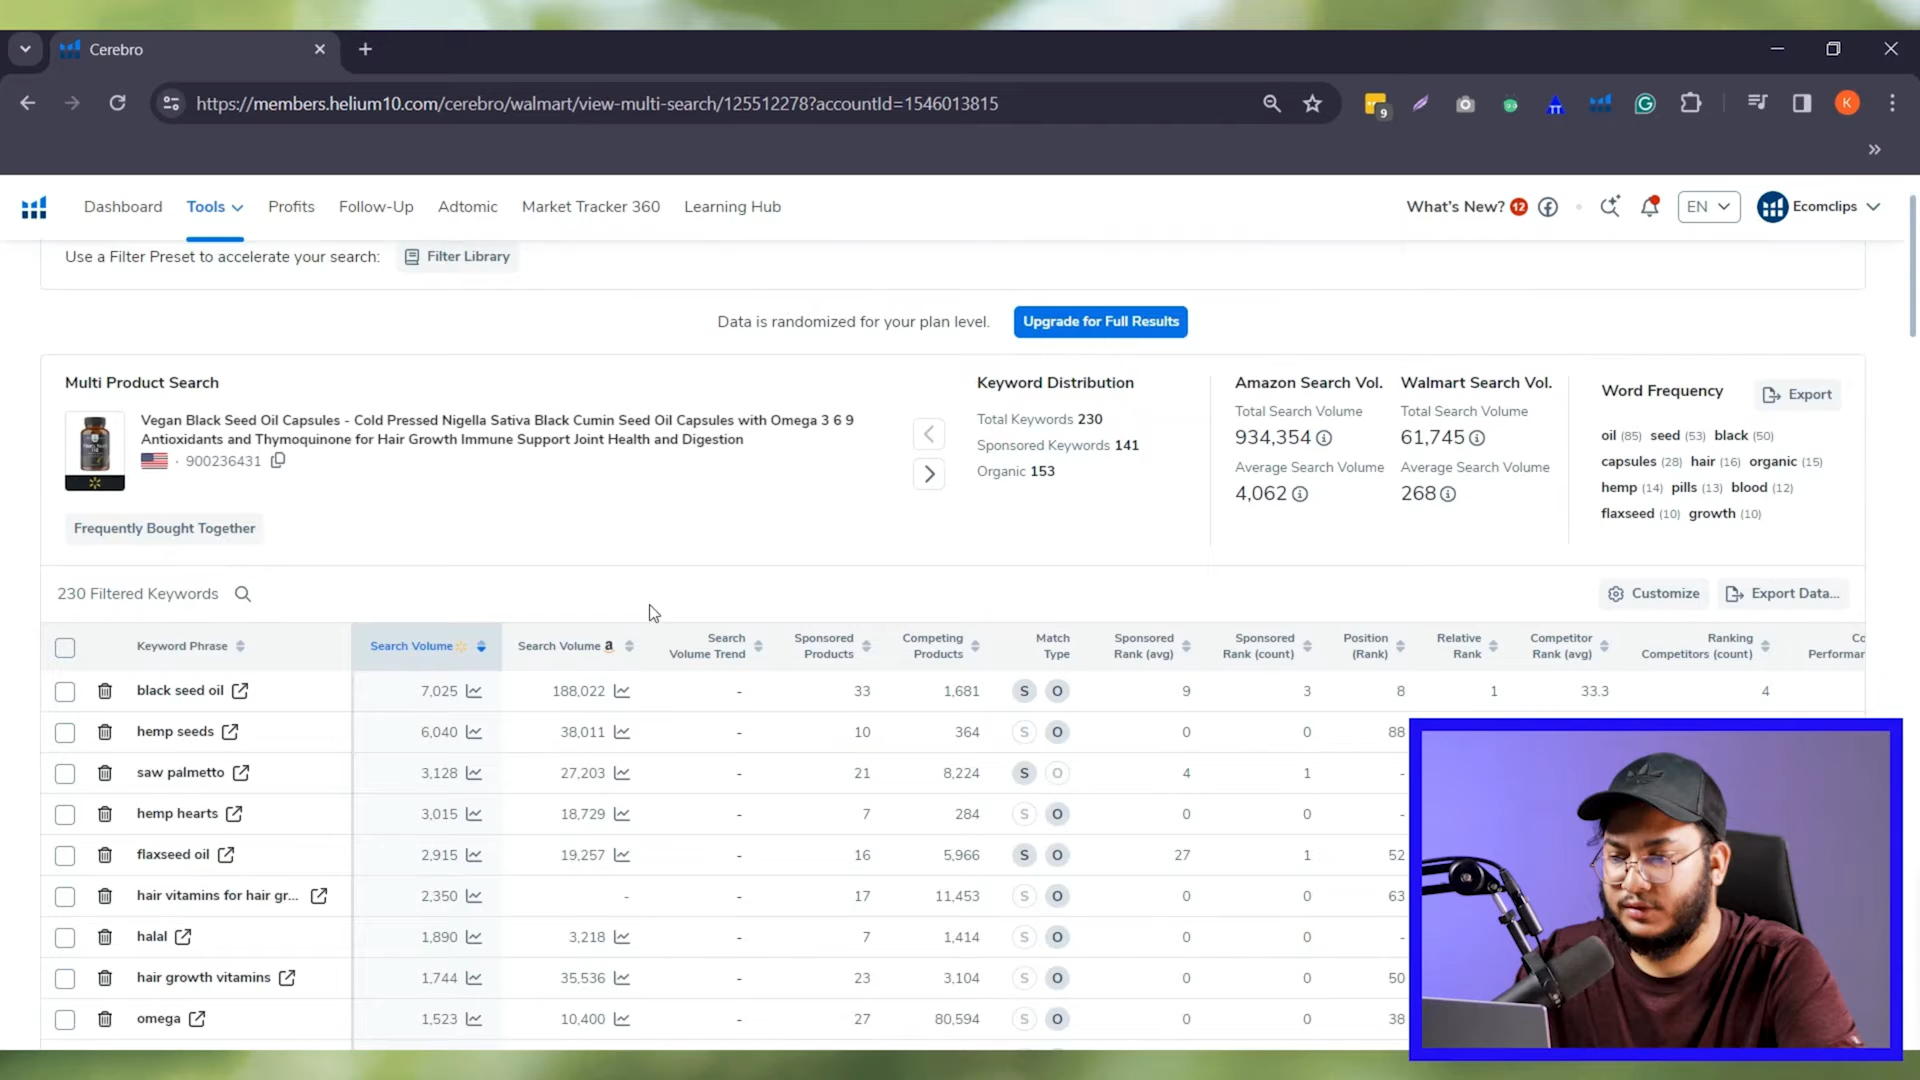 Cerebro
https://members.helium10.com/cerebro/walmart/view-multi-search/125512278?accountId=1546013815
9
K
Dashboard Tools Profits Follow-Up Adtomic Market Tracker 360 Learning Hub What's New? 12 EN Ecomclips
Use a Filter Preset to accelerate your search: Filter Library
Data is randomized for your plan level. Upgrade for Full Results
Multi Product Search
Vegan Black Seed Oil Capsules - Cold Pressed Nigella Sativa Black Cumin Seed Oil Capsules with Omega 3 6 9
Antioxidants and Thymoquinone for Hair Growth Immune Support Joint Health and Digestion
· 900236431
Frequently Bought Together
Keyword Distribution
Total Keywords 230
Sponsored Keywords 141
Organic 153
Amazon Search Vol.
Total Search Volume
934,354
Average Search Volume
4,062
Walmart Search Vol.
Total Search Volume
61,745
Average Search Volume
268
Word Frequency Export
oil (85) seed (53) black (50)
capsules (28) hair (16) organic (15)
hemp (14) pills (13) blood (12)
flaxseed (10) growth (10)
230 Filtered Keywords Customize Export Data...
Keyword Phrase Search Volume Search Volume a Search Volume Trend Sponsored Products Competing Products Match Type Sponsored Rank (avg) Sponsored Rank (count) Position (Rank) Relative Rank Competitor Rank (avg) Ranking Competitors (count) Co Performar
black seed oil 7,025 188,022 - 33 1,681 S O 9 3 8 1 33.3 4
hemp seeds 6,040 38,011 - 10 364 S O 0 0 88
saw palmetto 3,128 27,203 - 21 8,224 S O 4 1 -
hemp hearts 3,015 18,729 - 7 284 S O 0 0 -
flaxseed oil 2,915 19,257 - 16 5,966 S O 27 1 52
hair vitamins for hair gr... 2,350 - - 17 11,453 S O 0 0 63
halal 1,890 3,218 - 7 1,414 S O 0 0 -
hair growth vitamins 1,744 35,536 - 23 3,104 S O 0 0 50
omega 1,523 10,400 - 27 80,594 S O 0 0 38